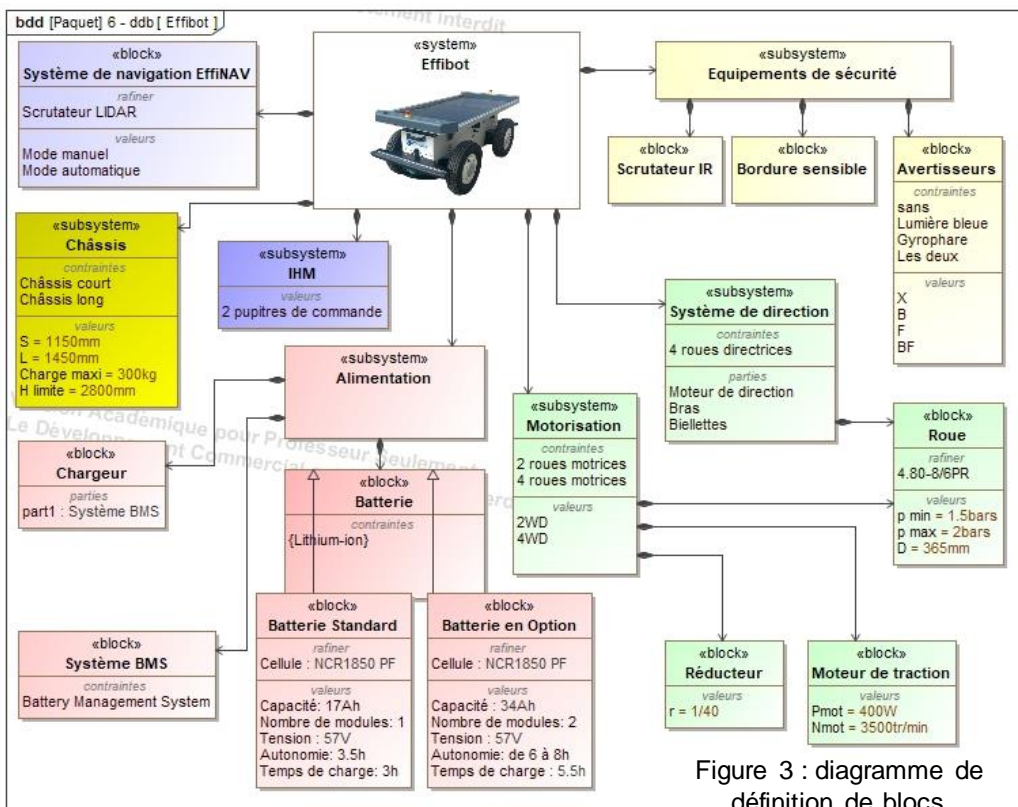 bdd [Paquet] 6 - ddb [ Effibot ]
ement interdit
«block»
Système de navigation EffiNAV
rafiner
Scrutateur LIDAR
valeurs
Mode manuel
Mode automatique
«system»
Effibot
«subsystem»
Equipements de sécurité
«block»
Scrutateur IR
«block»
Bordure sensible
«block»
Avertisseurs
contraintes
sans
Lumière bleue
Gyrophare
Les deux
valeurs
X
B
F
BF
«subsystem»
Châssis
contraintes
Châssis court
Châssis long
valeurs
S = 1150mm
L = 1450mm
Charge maxi = 300kg
H limite = 2800mm
«subsystem»
IHM
valeurs
2 pupitres de commande
«subsystem»
Système de direction
contraintes
4 roues directrices
parties
Moteur de direction
Bras
Biellettes
«subsystem»
Alimentation
Académique pour Professeur Seulement
Le Développement Commercial
«subsystem»
Motorisation
contraintes
2 roues motrices
4 roues motrices
valeurs
2WD
4WD
«block»
Roue
rafiner
4.80-8/6PR
valeurs
p min = 1.5bars
p max = 2bars
D = 365mm
«block»
Chargeur
parties
part1 : Système BMS
«block»
Batterie
contraintes
{Lithium-ion}
«block»
Système BMS
contraintes
Battery Management System
«block»
Batterie Standard
rafiner
Cellule : NCR1850 PF
valeurs
Capacité: 17Ah
Nombre de modules: 1
Tension : 57V
Autonomie: 3.5h
Temps de charge: 3h
«block»
Batterie en Option
rafiner
Cellule : NCR1850 PF
valeurs
Capacité : 34Ah
Nombre de modules: 2
Tension : 57V
Autonomie: de 6 à 8h
Temps de charge : 5.5h
«block»
Réducteur
valeurs
r = 1/40
«block»
Moteur de traction
valeurs
Pmot = 400W
Nmot = 3500tr/min
Figure 3 : diagramme de
définition de blocs